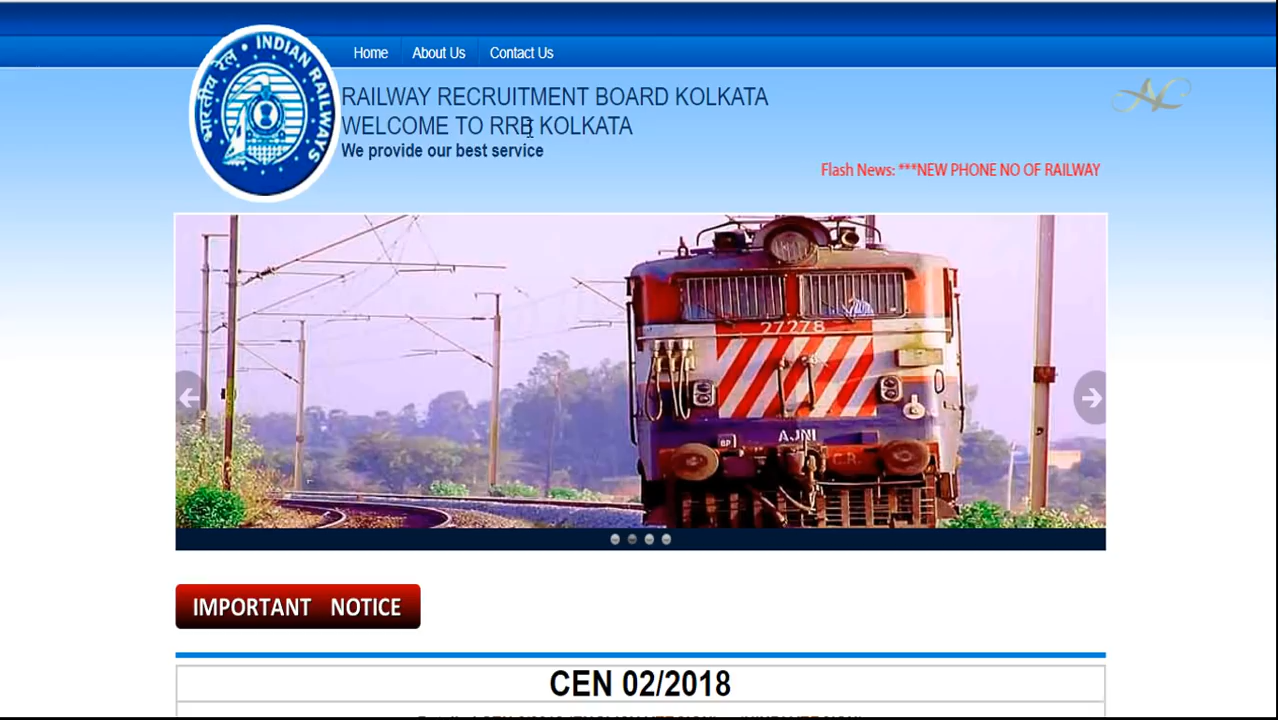 Home About Us Contact Us
भारतीय रेल • INDIAN RAILWAYS
RAILWAY RECRUITMENT BOARD KOLKATA
WELCOME TO RRB KOLKATA
We provide our best service
Flash News: ***NEW PHONE NO OF RAILWAY
27278
BP
AJNI
C.R.
IMPORTANT NOTICE
CEN 02/2018